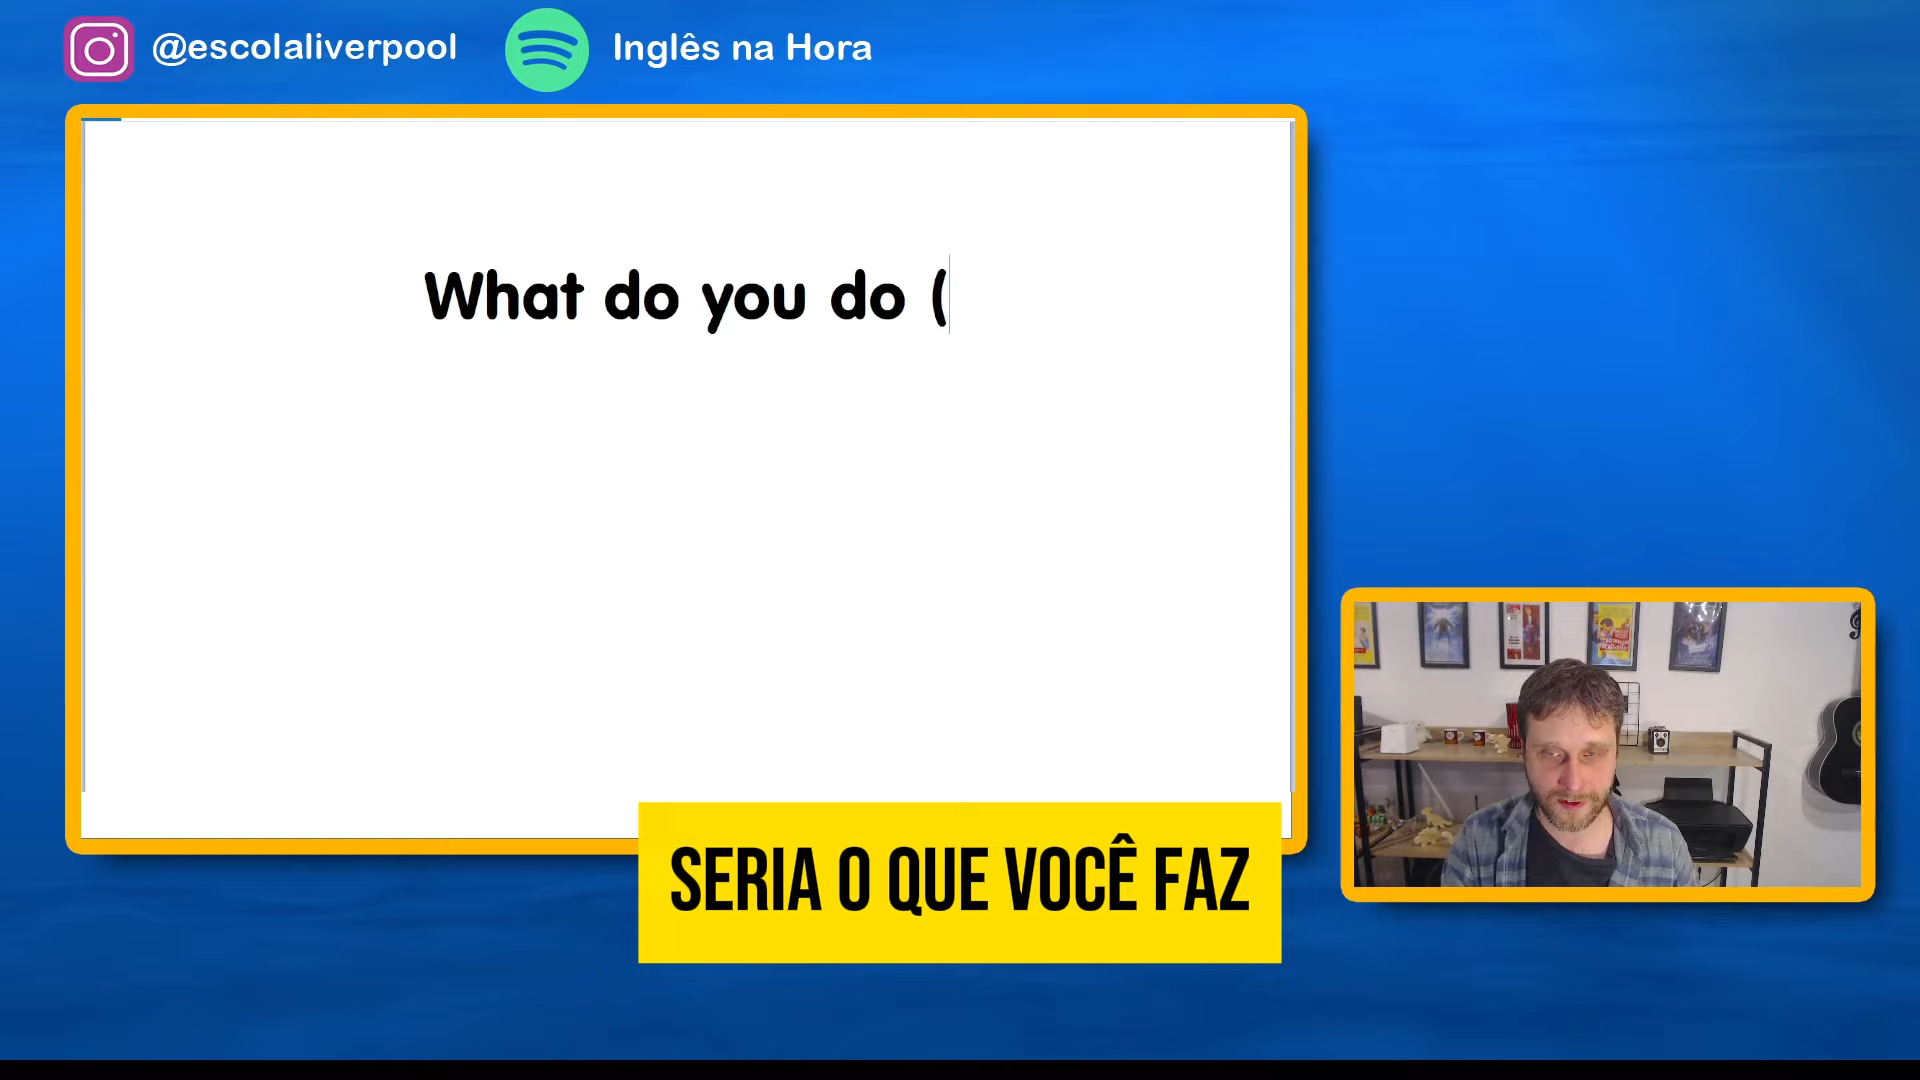 @escolaliverpool
Inglês na Hora
What do you do (
SERIA O QUE VOCÊ FAZ